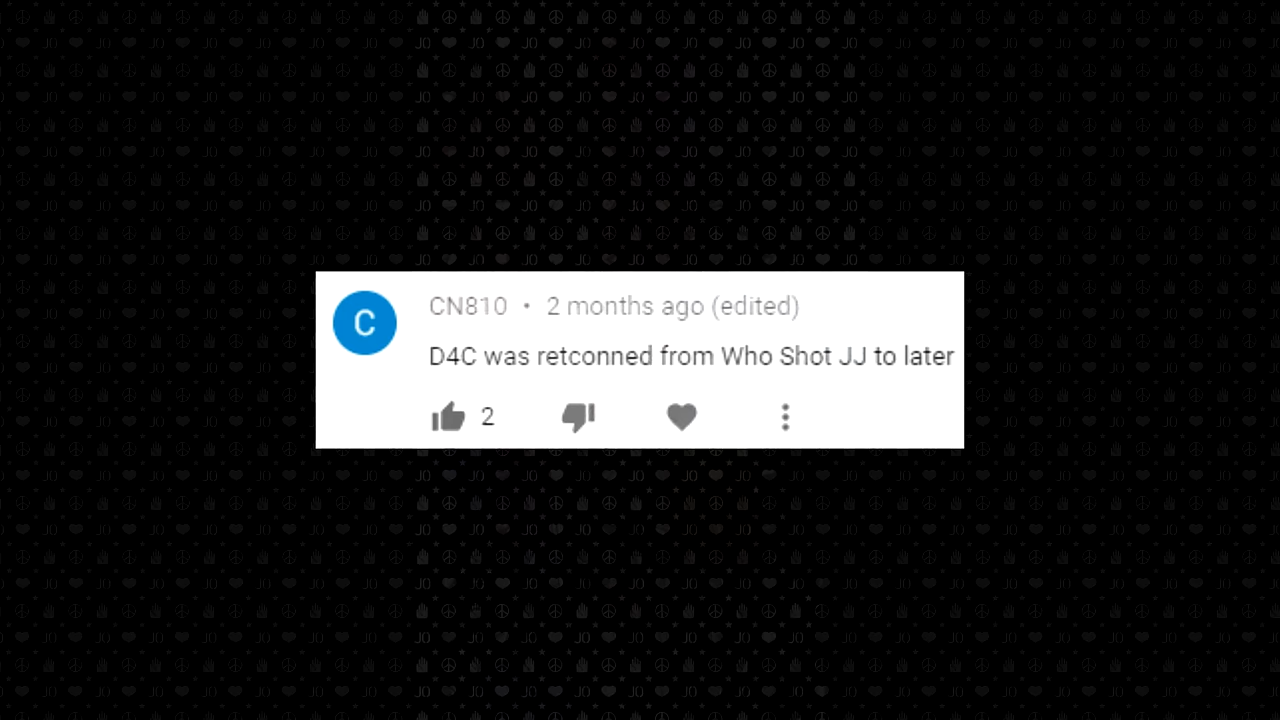 C
CN810 • 2 months ago (edited)
D4C was retconned from Who Shot JJ to later
2